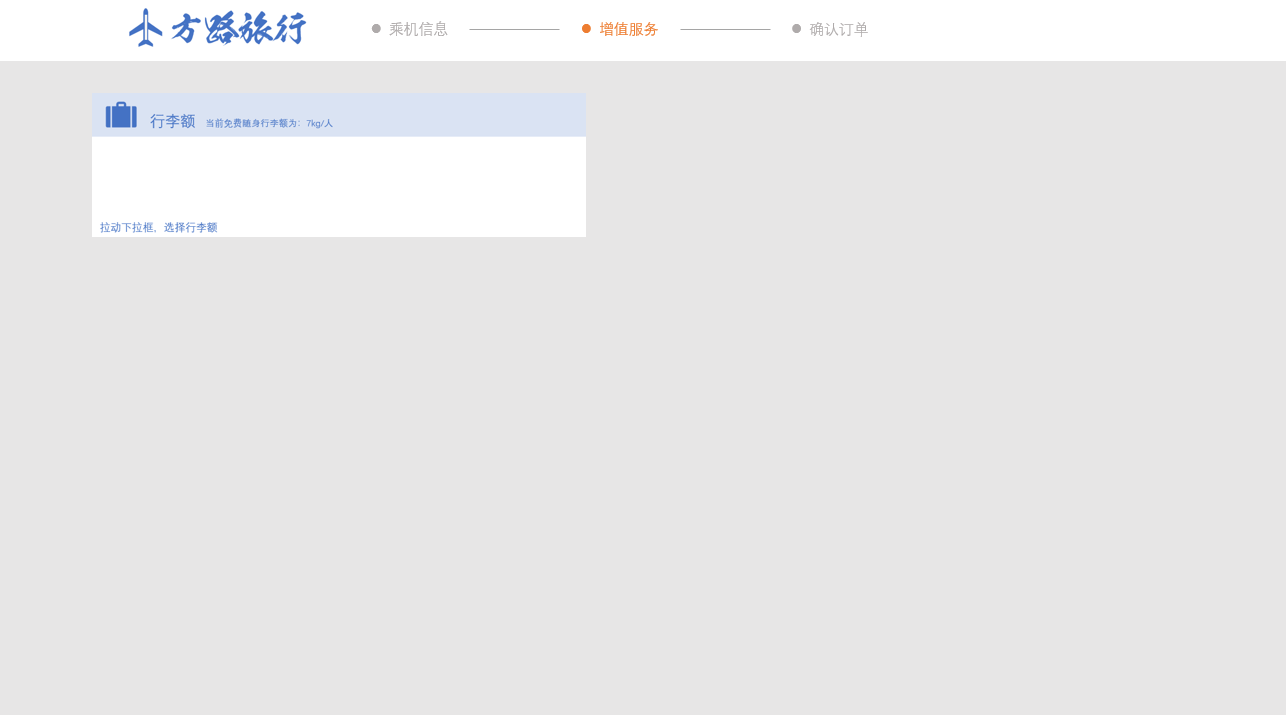 方路旅行
乘机信息
增值服务
确认订单
行李额 当前免费随身行李额为：7kg/人
拉动下拉框，选择行李额